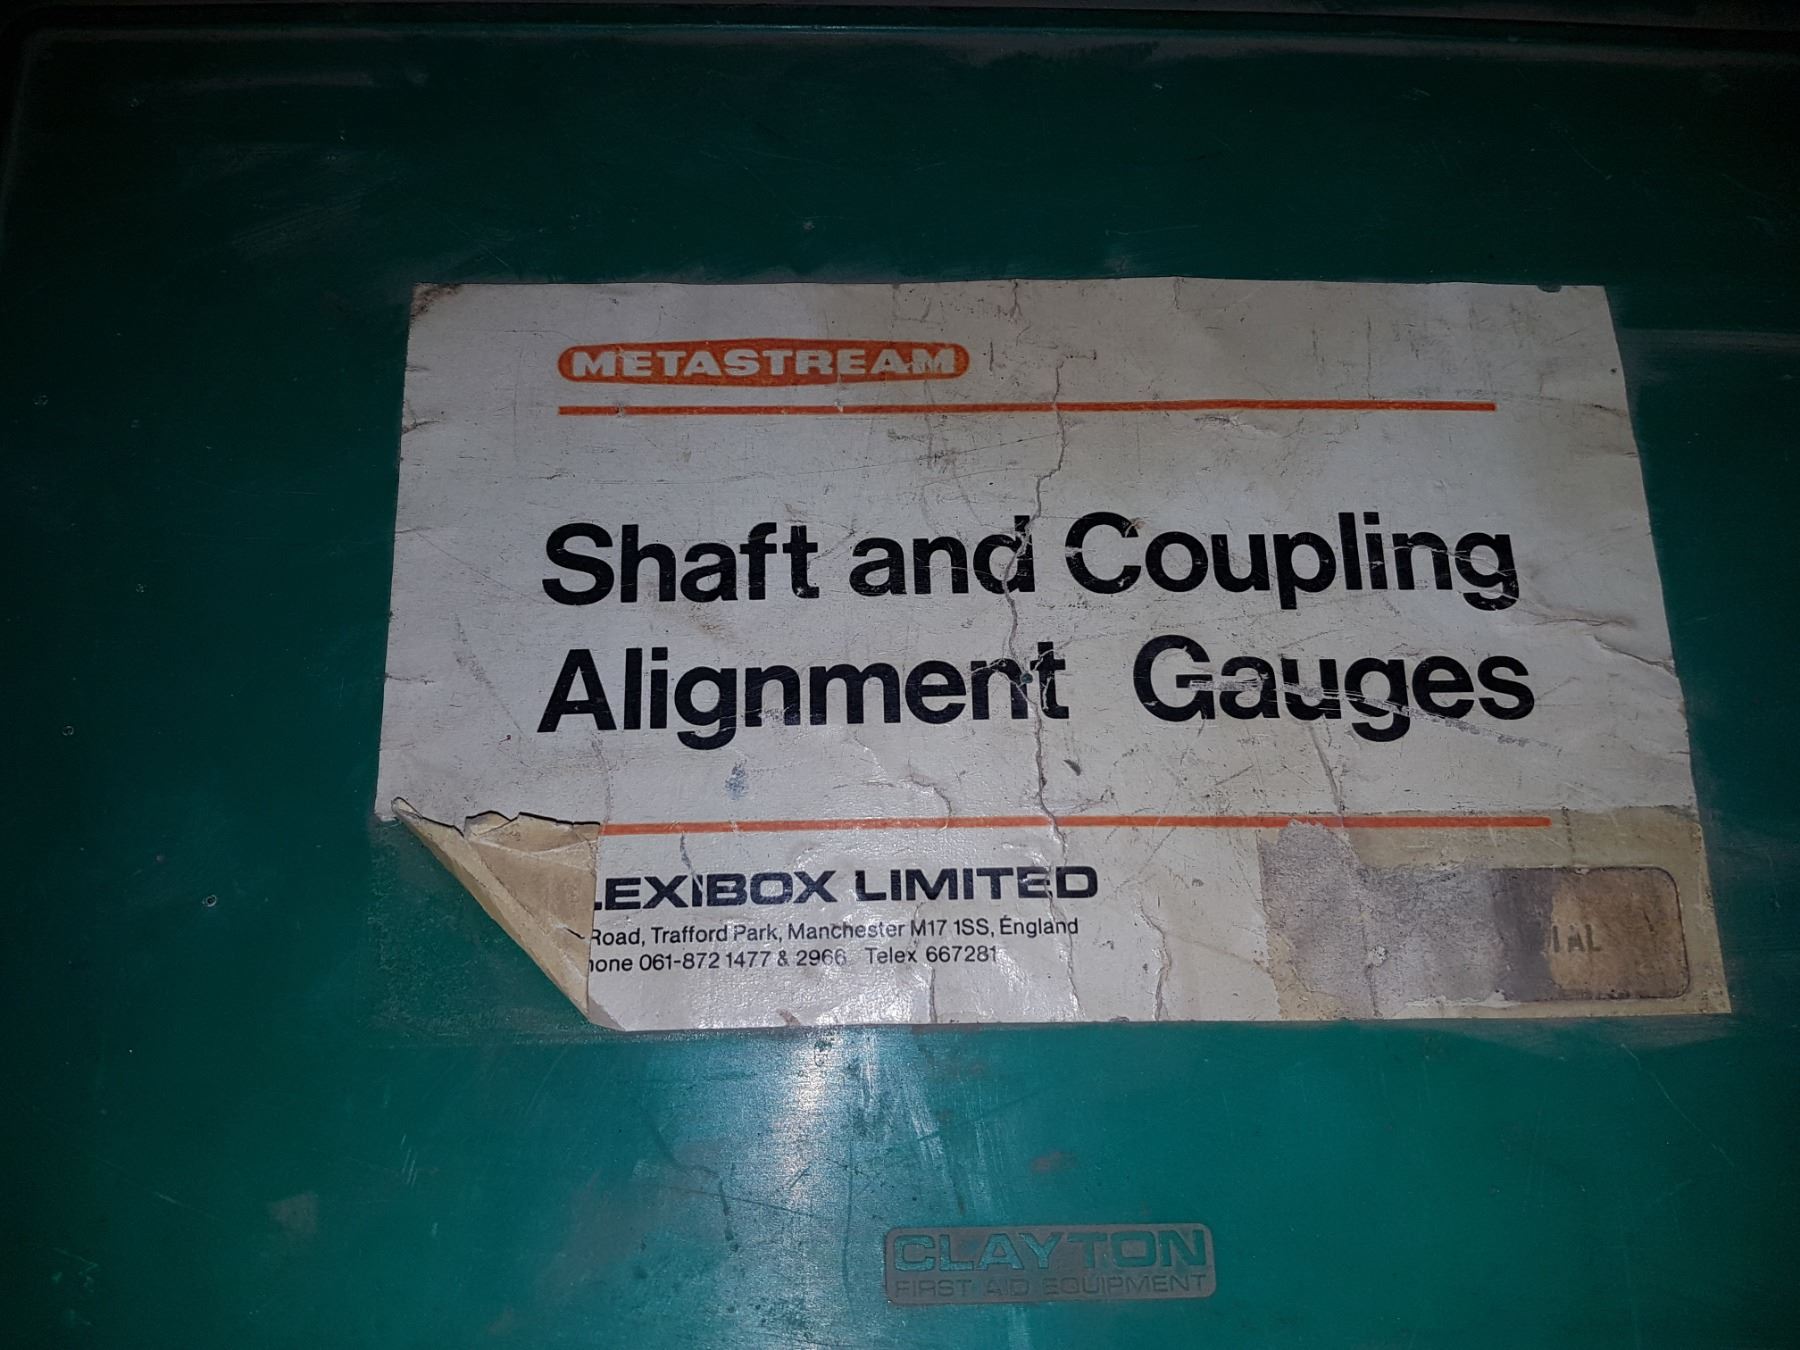 METASTREAM
Shaft and Coupling
Alignment Gauges
LEXIBOX LIMITED
Road, Trafford Park, Manchester M17 1SS, England
one 061-872 1477 & 2966 Telex 667281
CLAYTON
FIRST AID EQUIPMENT